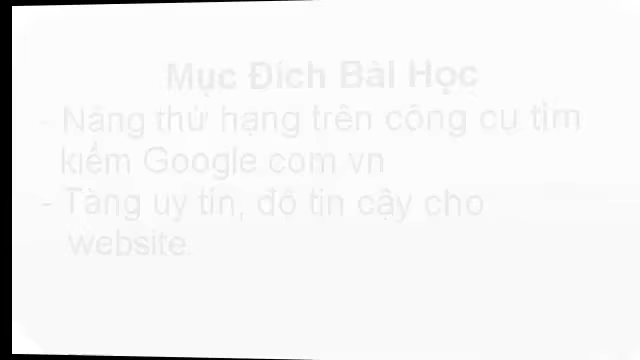 Mục Đích Bài Học
- Nâng thứ hạng trên công cụ tìm
kiếm Google.com.vn
- Tăng uy tín, độ tin cậy cho
website.